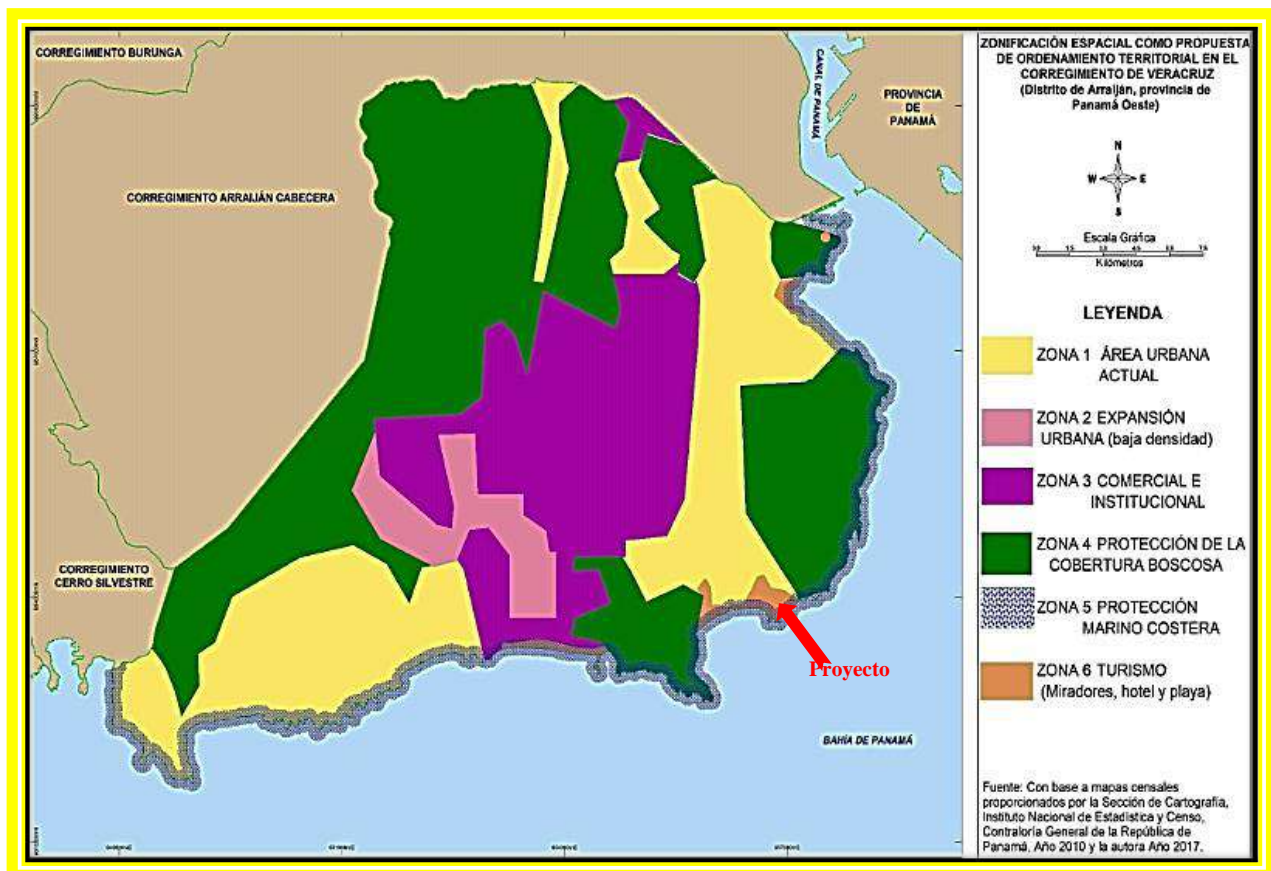 CORREGIMIENTO BURUNGA
CANAL DE PANAMÁ
PROVINCIA
DE
PANAMÁ
CORREGIMIENTO ARRAIJÁN CABECERA
CORREGIMIENTO
CERRO SILVESTRE
Proyecto
BAHÍA DE PANAMÁ
ZONIFICACIÓN ESPACIAL COMO PROPUESTA
DE ORDENAMIENTO TERRITORIAL EN EL
CORREGIMIENTO DE VERACRUZ
(Distrito de Arraiján, provincia de
Panamá Oeste)
N
W E
S
Escala Gráfica
Kilómetros
LEYENDA
ZONA 1 ÁREA URBANA
ACTUAL
ZONA 2 EXPANSIÓN
URBANA (baja densidad)
ZONA 3 COMERCIAL E
INSTITUCIONAL
ZONA 4 PROTECCIÓN DE LA
COBERTURA BOSCOSA
ZONA 5 PROTECCIÓN
MARINO COSTERA
ZONA 6 TURISMO
(Miradores, hotel y playa)
Fuente: Con base a mapas censales
proporcionados por la Sección de Cartografía,
Instituto Nacional de Estadística y Censo,
Contraloría General de la República de
Panamá, Año 2010 y la autora Año 2017.